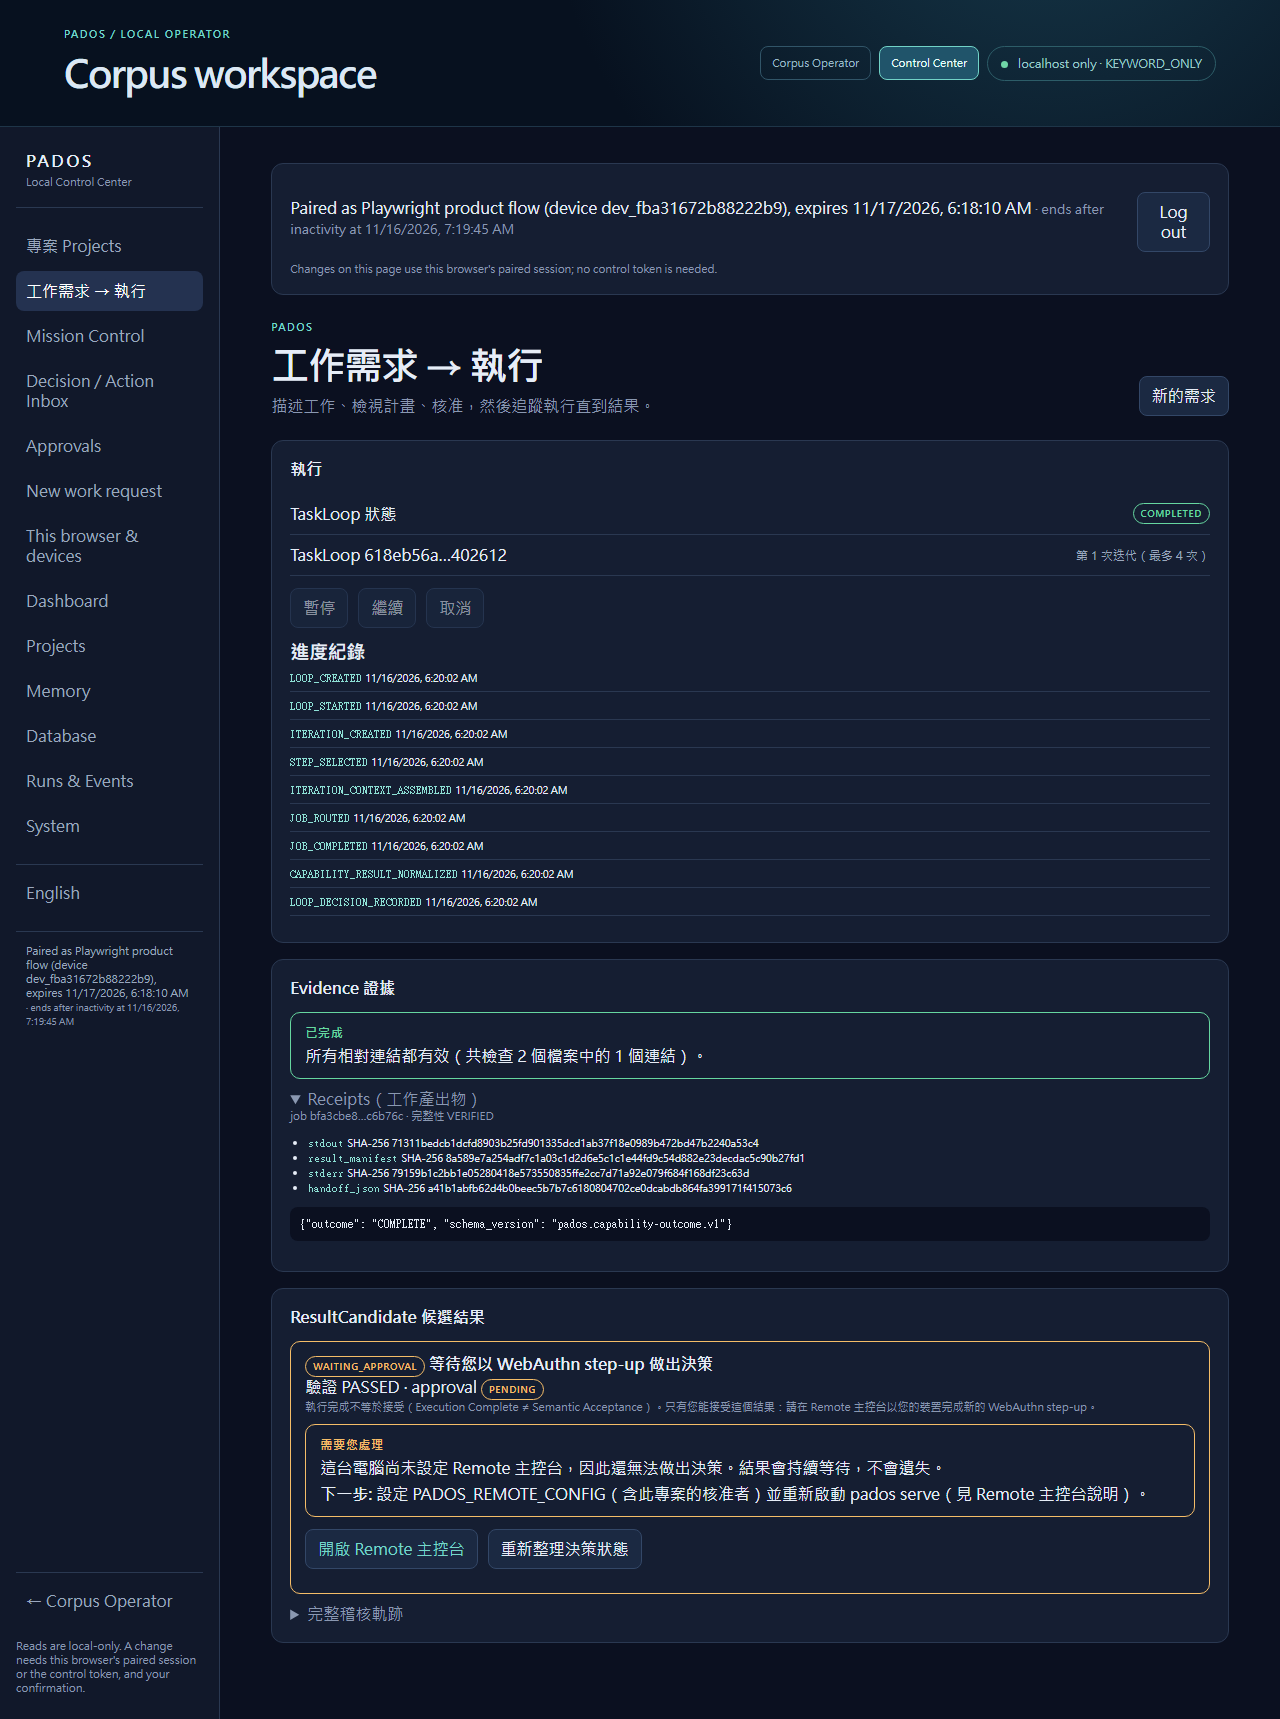 PADOS / LOCAL OPERATOR
Corpus workspace
Corpus Operator
Control Center
localhost only · KEYWORD_ONLY
PADOS
Local Control Center
專案 Projects
工作需求 → 執行
Mission Control
Decision / Action
Inbox
Approvals
New work request
This browser &
devices
Dashboard
Projects
Memory
Database
Runs & Events
System
English
Paired as Playwright product
flow (device
dev_fba31672b88222b9),
expires 11/17/2026, 6:18:10 AM
· ends after inactivity at 11/16/2026,
7:19:45 AM
← Corpus Operator
Reads are local-only. A change
needs this browser's paired session
or the control token, and your
confirmation.
Paired as Playwright product flow (device dev_fba31672b88222b9), expires 11/17/2026, 6:18:10 AM · ends after
inactivity at 11/16/2026, 7:19:45 AM
Log
out
Changes on this page use this browser's paired session; no control token is needed.
PADOS
工作需求 → 執行
描述工作、檢視計畫、核准，然後追蹤執行直到結果。
新的需求
執行
TaskLoop 狀態
COMPLETED
TaskLoop 618eb56a…402612
第 1 次迭代（最多 4 次）
暫停
繼續
取消
進度紀錄
LOOP_CREATED 11/16/2026, 6:20:02 AM
LOOP_STARTED 11/16/2026, 6:20:02 AM
ITERATION_CREATED 11/16/2026, 6:20:02 AM
STEP_SELECTED 11/16/2026, 6:20:02 AM
ITERATION_CONTEXT_ASSEMBLED 11/16/2026, 6:20:02 AM
JOB_ROUTED 11/16/2026, 6:20:02 AM
JOB_COMPLETED 11/16/2026, 6:20:02 AM
CAPABILITY_RESULT_NORMALIZED 11/16/2026, 6:20:02 AM
LOOP_DECISION_RECORDED 11/16/2026, 6:20:02 AM
Evidence 證據
已完成
所有相對連結都有效（共檢查 2 個檔案中的 1 個連結）。
▼ Receipts（工作產出物）
job bfa3cbe8…c6b76c · 完整性 VERIFIED
• stdout SHA-256 71311bedcb1dcfd8903b25fd901335dcd1ab37f18e0989b472bd47b2240a53c4
• result_manifest SHA-256 8a589e7a254adf7c1a03c1d2d6e5c1c1e44fd9c54d882e23decdac5c90b27fd1
• stderr SHA-256 79159b1c2bb1e05280418e573550835ffe2cc7d71a92e079f684f168df23c63d
• handoff_json SHA-256 a41b1abfb62d4b0beec5b7b7c6180804702ce0dcabdb864fa399171f415073c6
{"outcome": "COMPLETE", "schema_version": "pados.capability-outcome.v1"}
ResultCandidate 候選結果
WAITING_APPROVAL 等待您以 WebAuthn step-up 做出決策
驗證 PASSED · approval PENDING
執行完成不等於接受（Execution Complete ≠ Semantic Acceptance）。只有您能接受這個結果：請在 Remote 主控台以您的裝置完成新的 WebAuthn step-up。
需要您處理
這台電腦尚未設定 Remote 主控台，因此還無法做出決策。結果會持續等待，不會遺失。
下一步: 設定 PADOS_REMOTE_CONFIG（含此專案的核准者）並重新啟動 pados serve（見 Remote 主控台說明）。
開啟 Remote 主控台
重新整理決策狀態
▶ 完整稽核軌跡